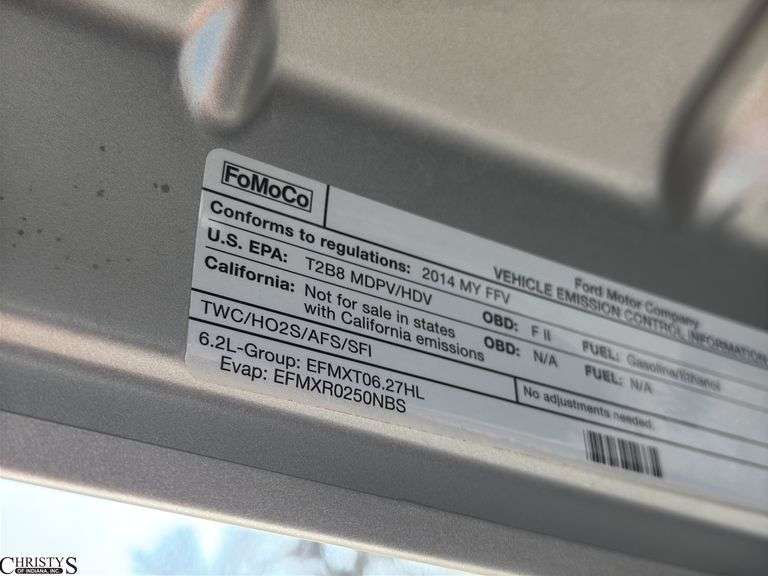 FoMoCo
Ford Motor Company
VEHICLE EMISSION CONTROL INFORMATION
Conforms to regulations: 2014 MY FFV
U.S. EPA: T2B8 MDPV/HDV OBD: F II FUEL: Gasoline/Ethanol
California: Not for sale in states with California emissions OBD: N/A FUEL: N/A
TWC/HO2S/AFS/SFI
No adjustments needed.
6.2L-Group: EFMXT06.27HL
Evap: EFMXR0250NBS
CHRISTYS
OF INDIANA, INC.